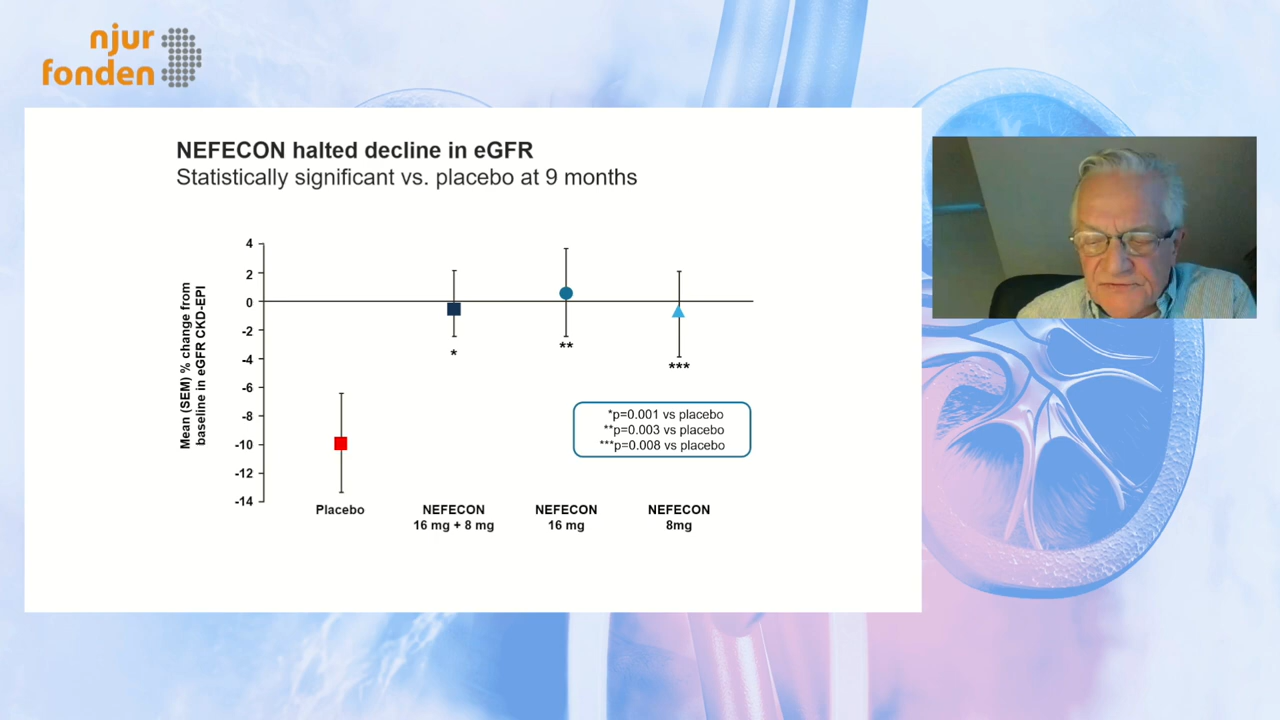 njur
fonden
NEFECON halted decline in eGFR
Statistically significant vs. placebo at 9 months
Mean (SEM) % change from
baseline in eGFR CKD-EPI
4
2
0
-2
-4
-6
-8
-10
-12
-14
*
**
***
*p=0.001 vs placebo
**p=0.003 vs placebo
***p=0.008 vs placebo
Placebo
NEFECON
16 mg + 8 mg
NEFECON
16 mg
NEFECON
8mg